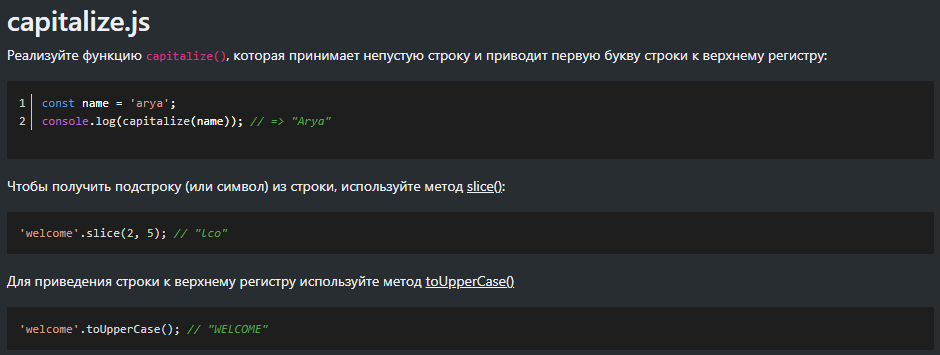 capitalize.js
Реализуйте функцию capitalize(), которая принимает непустую строку и приводит первую букву строки к верхнему регистру:
1 const name = 'arya';
2 console.log(capitalize(name)); // => "Arya"
Чтобы получить подстроку (или символ) из строки, используйте метод slice():
'welcome'.slice(2, 5); // "lco"
Для приведения строки к верхнему регистру используйте метод toUpperCase()
'welcome'.toUpperCase(); // "WELCOME"